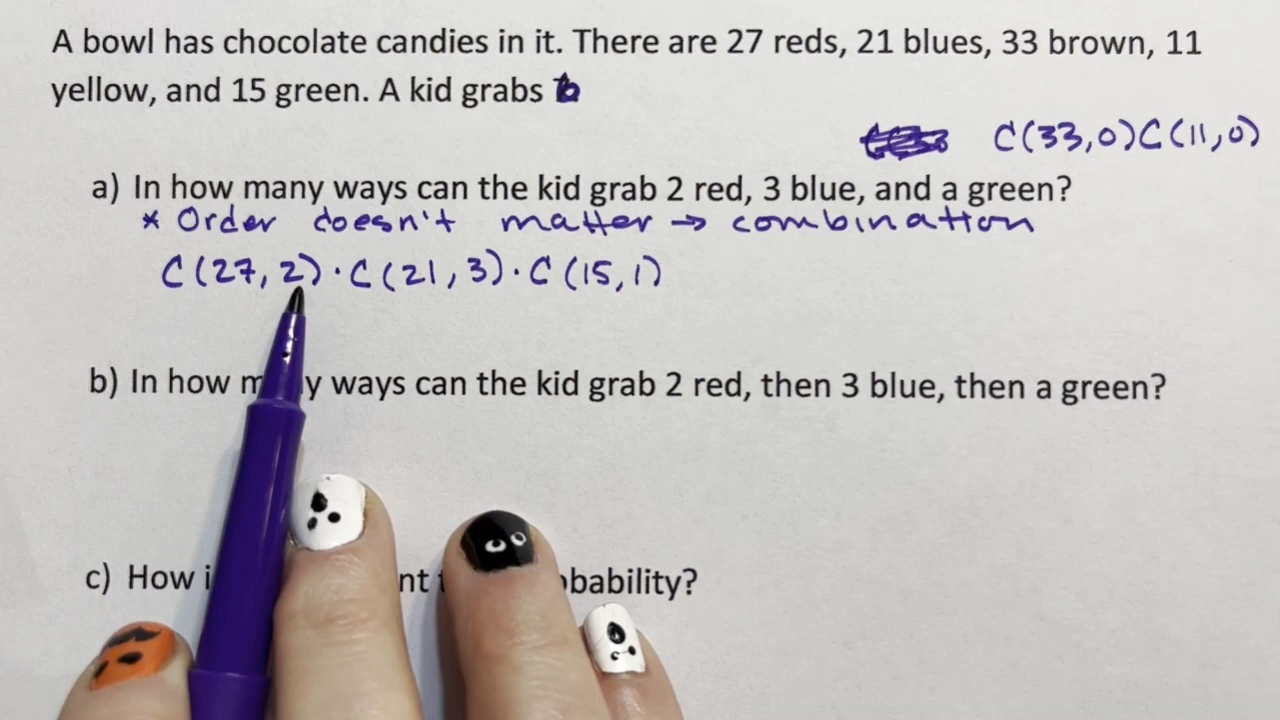 A bowl has chocolate candies in it. There are 27 reds, 21 blues, 33 brown, 11
yellow, and 15 green. A kid grabs
C(33,0)C(11,0)
a) In how many ways can the kid grab 2 red, 3 blue, and a green?
* Order doesn't matter → combination
C(27,2)·C(21,3)·C(15,1)
b) In how m y ways can the kid grab 2 red, then 3 blue, then a green?
c) How i nt bability?